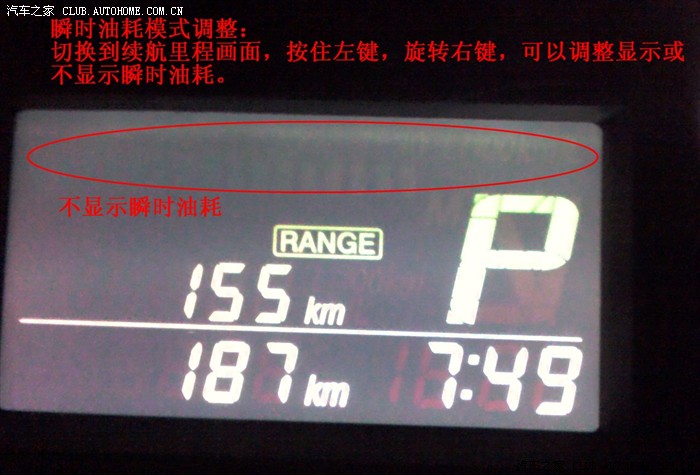 汽车之家 CLUB.AUTOHOME.COM.CN
瞬时油耗模式调整：
切换到续航里程画面，按住左键，旋转右键，可以调整显示或
不显示瞬时油耗。
不显示瞬时油耗
RANGE
P
155 km
187 km 7:49